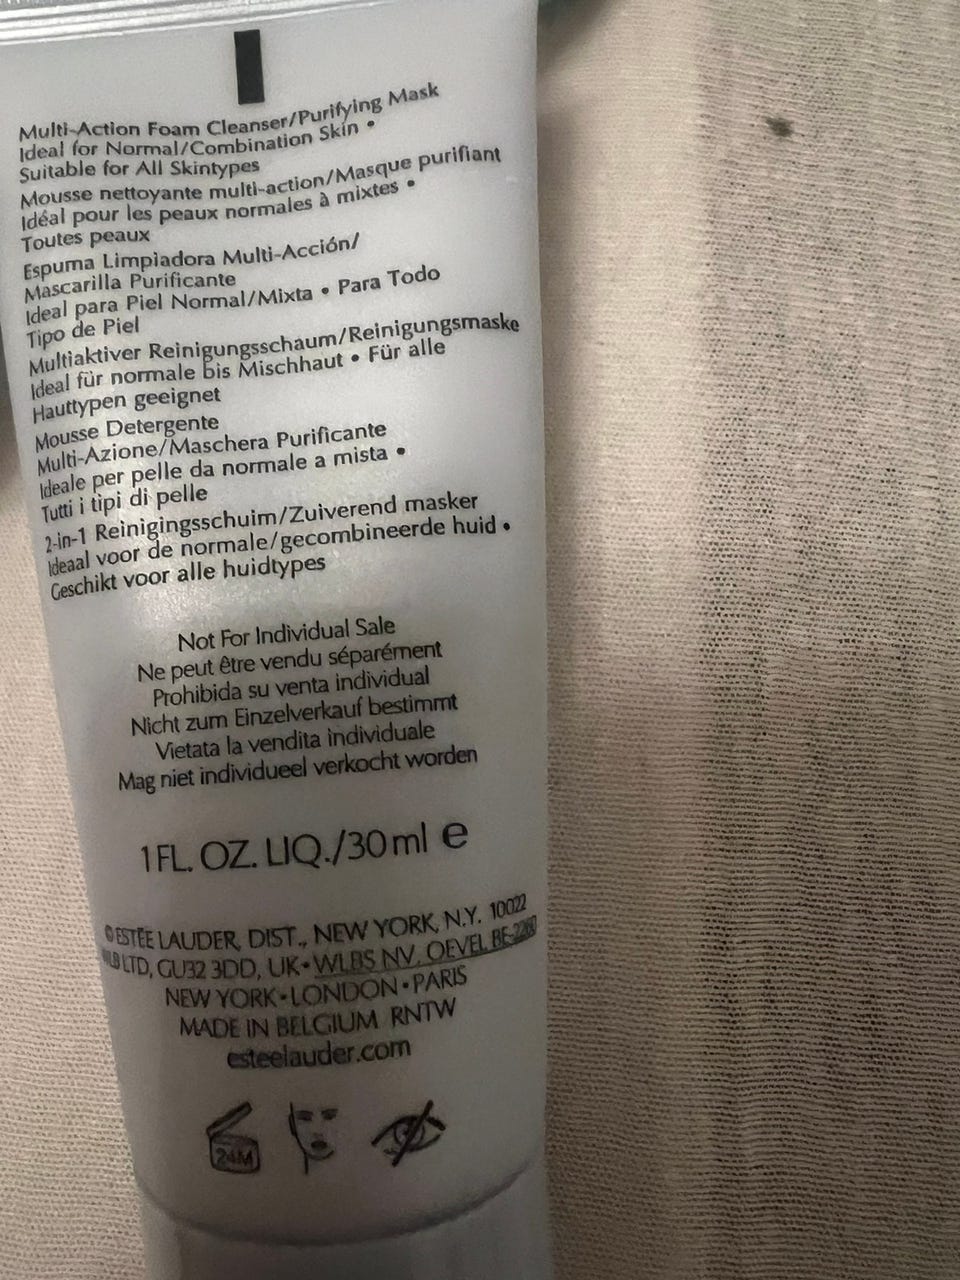 Multi-Action Foam Cleanser/Purifying Mask
Ideal for Normal/Combination Skin •
Suitable for All Skintypes
Mousse nettoyante multi-action/Masque purifiant
Idéal pour les peaux normales à mixtes •
Toutes peaux
Espuma Limpiadora Multi-Acción/
Mascarilla Purificante
Ideal para Piel Normal/Mixta • Para Todo
Tipo de Piel
Multiaktiver Reinigungsschaum/Reinigungsmaske
Ideal für normale bis Mischhaut • Für alle
Hauttypen geeignet
Mousse Detergente
Multi-Azione/Maschera Purificante
Ideale per pelle da normale a mista •
Tutti i tipi di pelle
2-in-1 Reinigingsschuim/Zuiverend masker
Ideaal voor de normale/gecombineerde huid •
Geschikt voor alle huidtypes
Not For Individual Sale
Ne peut être vendu séparément
Prohibida su venta individual
Nicht zum Einzelverkauf bestimmt
Vietata la vendita individuale
Mag niet individueel verkocht worden
1 FL. OZ. LIQ./30 ml e
© ESTĒE LAUDER, DIST., NEW YORK, N.Y. 10022
LTD, GU32 3DD, UK • WLBS NV. OEVEL BE-2260
NEW YORK • LONDON • PARIS
MADE IN BELGIUM RNTW
esteelauder.com
24M